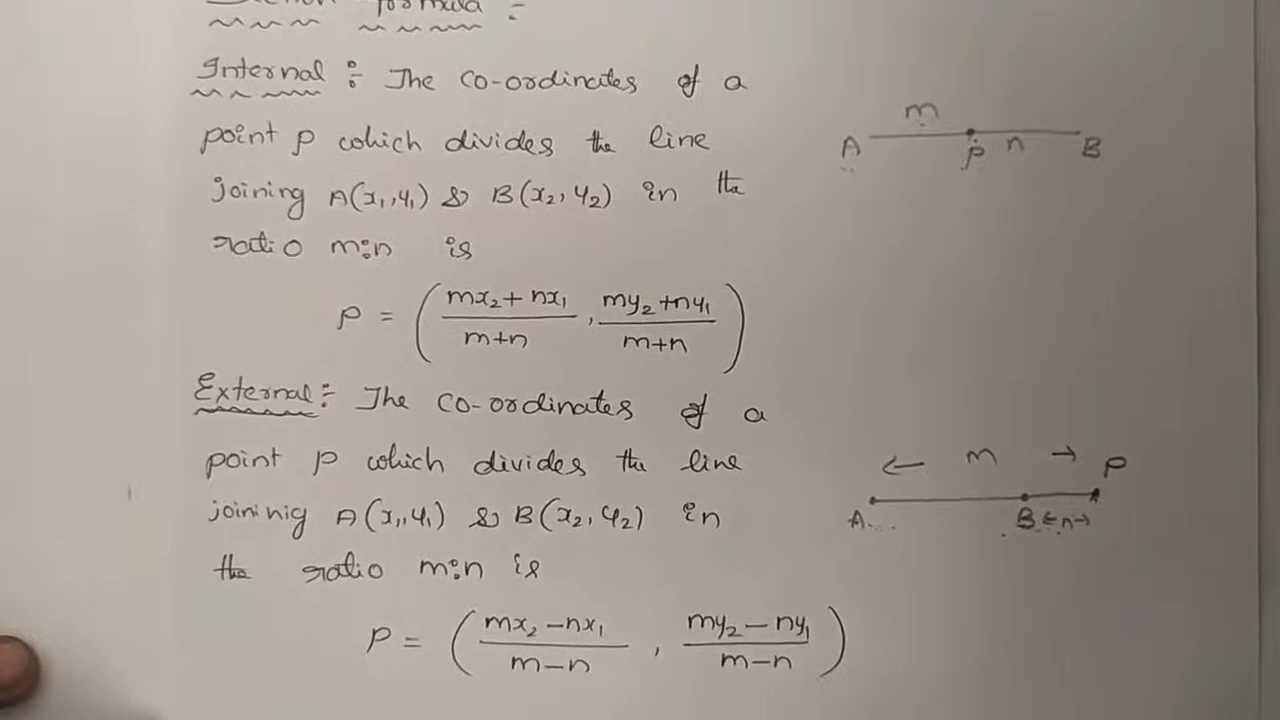 formula :-
Internal :- The co-ordinates of a
point P which divides the line
joining A(x₁,y₁) & B(x₂,y₂) in the
ratio m:n is
P = ( (mx₂ + nx₁)/(m+n) , (my₂ + ny₁)/(m+n) )
m
A P n B
External :- The co-ordinates of a
point P which divides the line
joininig A(x₁,y₁) & B(x₂,y₂) in
the ratio m:n is
P = ( (mx₂ - nx₁)/(m-n) , (my₂ - ny₁)/(m-n) )
← m → P
A... B ←n→